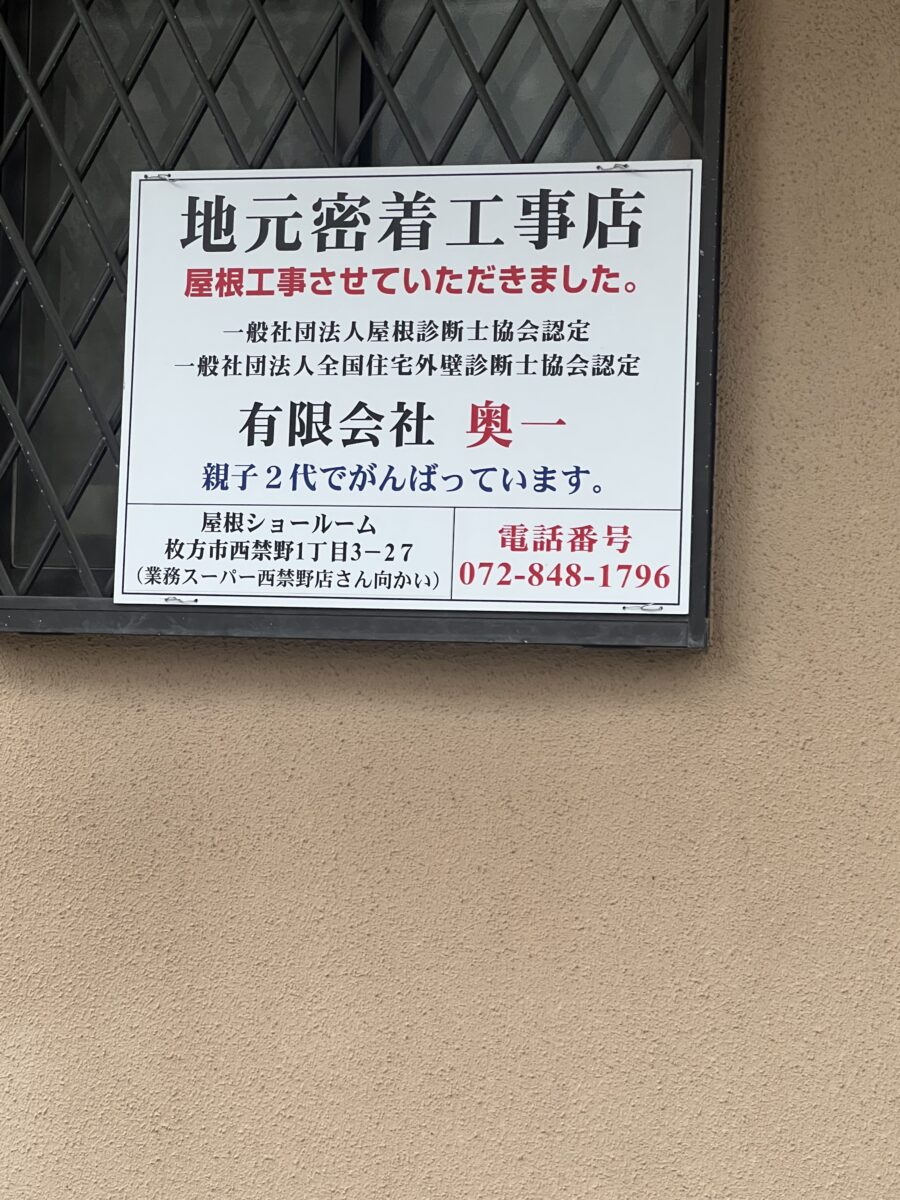 地元密着工事店
屋根工事させていただきました。
一般社団法人屋根診断士協会認定
一般社団法人全国住宅外壁診断士協会認定
有限会社 奥一
親子２代でがんばっています。
屋根ショールーム
枚方市西禁野1丁目3−27
（業務スーパー西禁野店さん向かい）
電話番号
072-848-1796